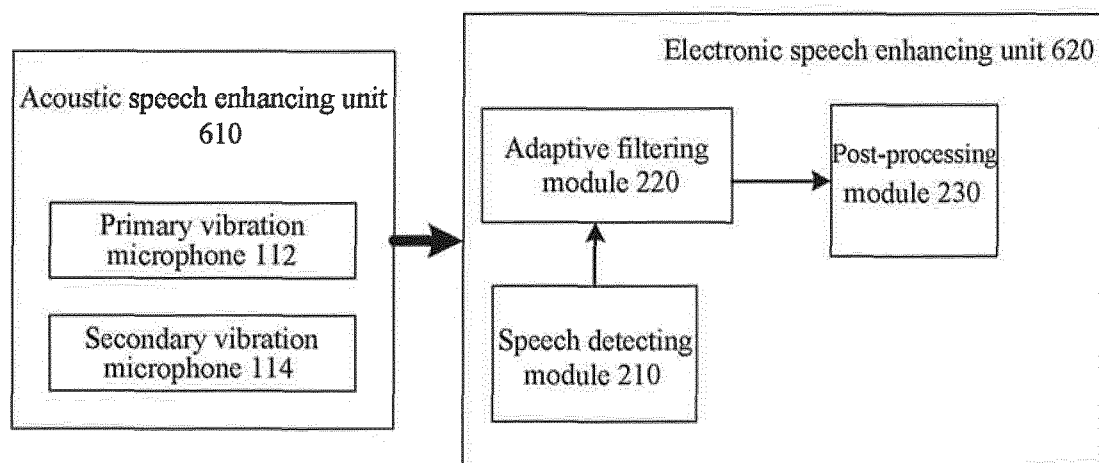 Acoustic speech enhancing unit
610
Primary vibration
microphone 112
Secondary vibration
microphone 114
Electronic speech enhancing unit 620
Adaptive filtering
module 220
Post-processing
module 230
Speech detecting
module 210